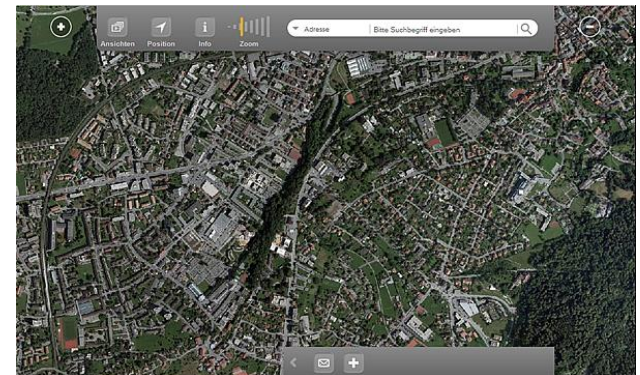 Ansichten Position Info Zoom
Adresse Bitte Suchbegriff eingeben